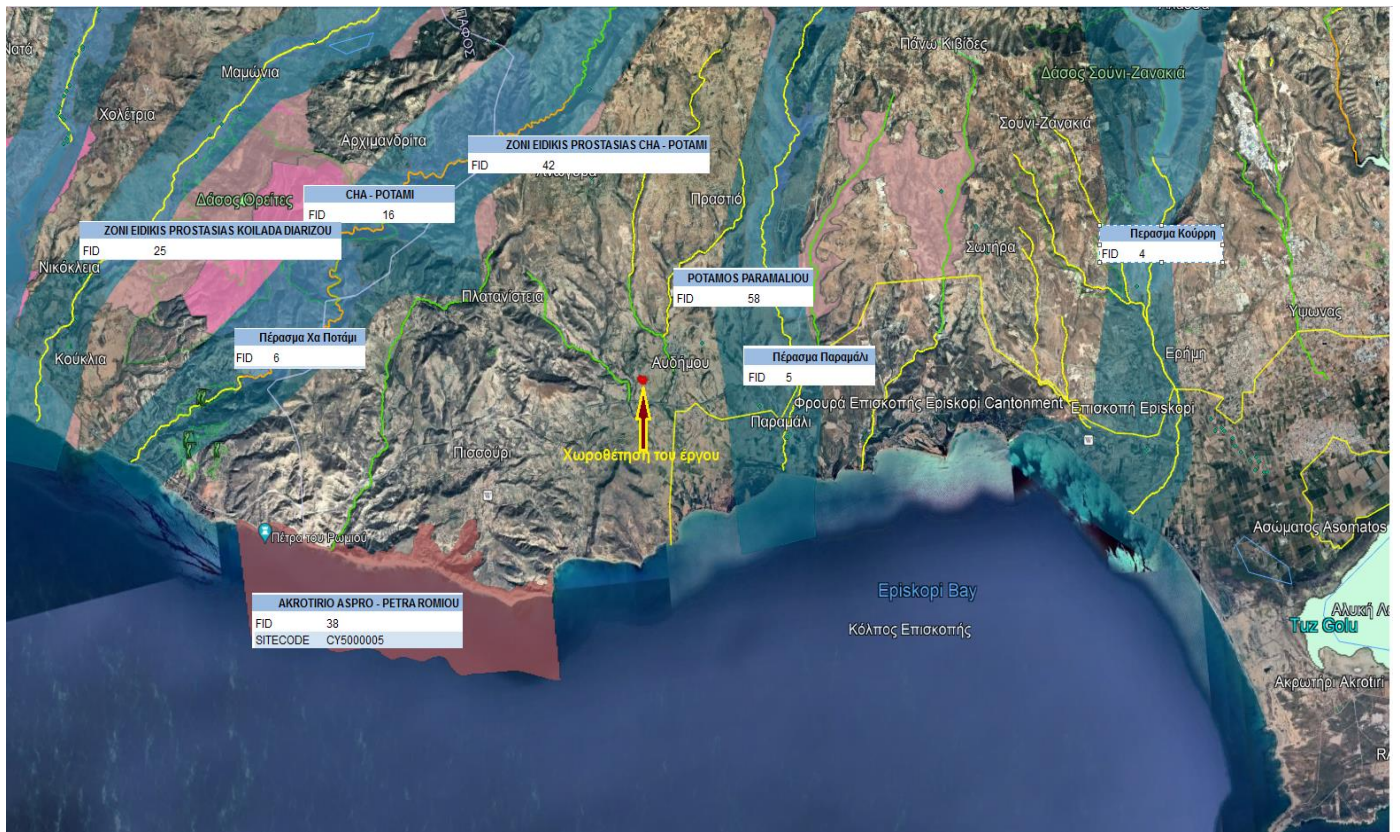 Πάνω Κιβίδες
Μαμώνια
Δάσος Σούνι-Ζανακιά
ΠΑΦΟΣ
Χολέτρια
Σούνι-Ζανακιά
Αρχιμανδρίτα
ZONI EIDIKIS PROSTASIAS CHA - POTAMI
FID 42
Δάσος Ορείτες
CHA - POTAMI
FID 16
Πραστιό
ZONI EIDIKIS PROSTASIAS KOILADA DIARIZOU
FID 25
Περασμα Κούρρη
FID 4
Σωτήρα
Νικόκλεια
POTAMOS PARAMALIOU
FID 58
Πλατανίστεια
Ύψωνας
Πέρασμα Χα Ποτάμι
FID 6
Κούκλια
Αυδήμου
Πέρασμα Παραμάλι
FID 5
Ερήμη
Φρουρά Επισκοπής Episkopi Cantonment
Επισκοπή Episkopi
Παραμάλι
Πισσούρι
Χωροθέτηση του έργου
Ασώματος Asomatos
Πέτρα του Ρωμιού
Episkopi Bay
Κόλπος Επισκοπής
AKROTIRIO ASPRO - PETRA ROMIOU
FID 38
SITECODE CY5000005
Αλυκή
Tuz Golu
Ακρωτήρι Akrotiri